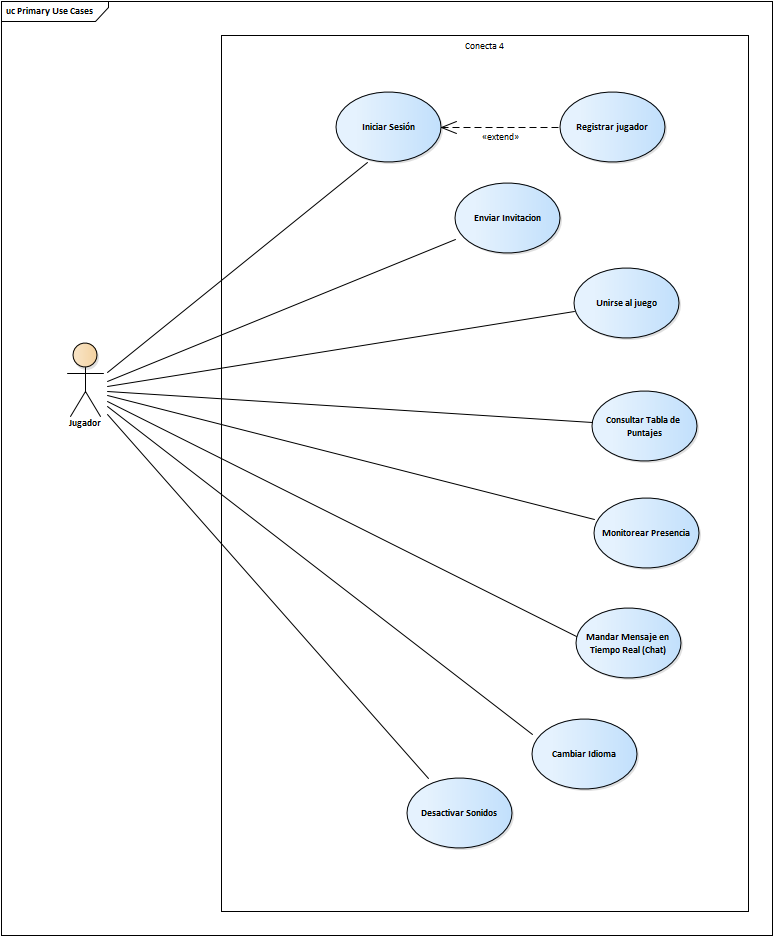 uc Primary Use Cases
Conecta 4
Iniciar Sesión
«extend»
Registrar jugador
Enviar Invitacion
Unirse al juego
Jugador
Consultar Tabla de
Puntajes
Monitorear Presencia
Mandar Mensaje en
Tiempo Real (Chat)
Cambiar Idioma
Desactivar Sonidos